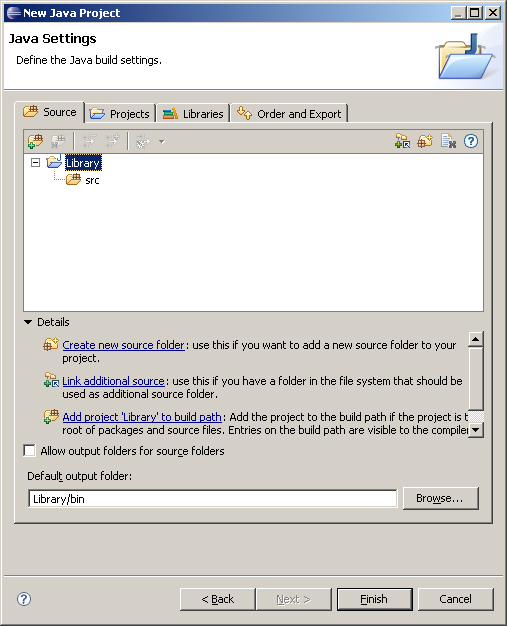 New Java Project
Java Settings
Define the Java build settings.
Source Projects Libraries Order and Export
Library
src
Details
Create new source folder: use this if you want to add a new source folder to your
project.
Link additional source: use this if you have a folder in the file system that should be
used as additional source folder.
Add project 'Library' to build path: Add the project to the build path if the project is
root of packages and source files. Entries on the build path are visible to the
Allow output folders for source folders
Default output folder:
Library/bin
Browse...
< Back
Next >
Finish
Cancel